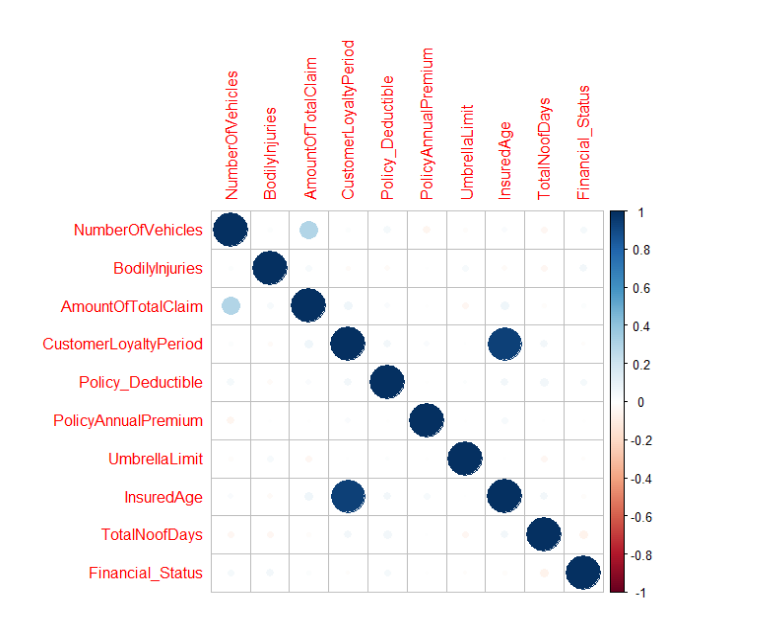 NumberOfVehicles
BodilyInjuries
AmountOfTotalClaim
CustomerLoyaltyPeriod
Policy_Deductible
PolicyAnnualPremium
UmbrellaLimit
InsuredAge
TotalNoofDays
Financial_Status
NumberOfVehicles
BodilyInjuries
AmountOfTotalClaim
CustomerLoyaltyPeriod
Policy_Deductible
PolicyAnnualPremium
UmbrellaLimit
InsuredAge
TotalNoofDays
Financial_Status
1
0.8
0.6
0.4
0.2
0
-0.2
-0.4
-0.6
-0.8
-1